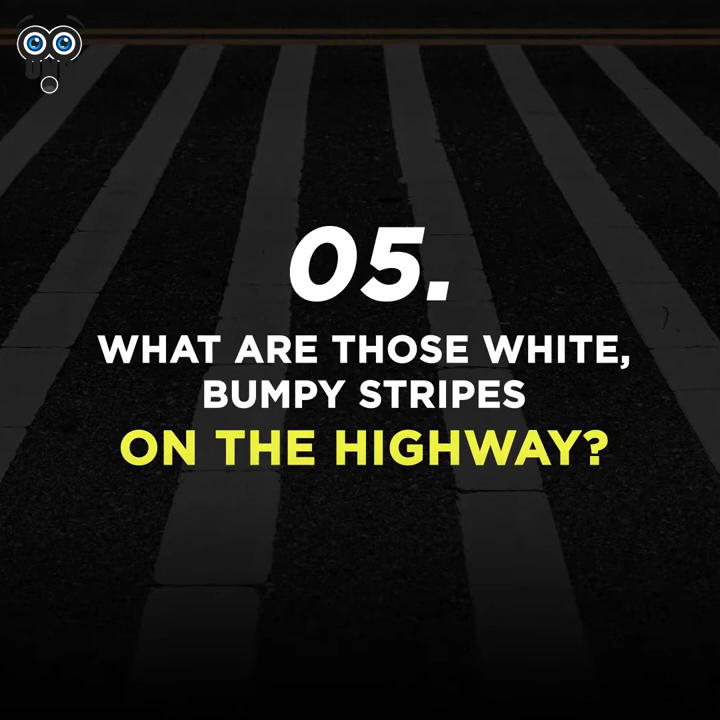 05.
WHAT ARE THOSE WHITE,
BUMPY STRIPES
ON THE HIGHWAY?